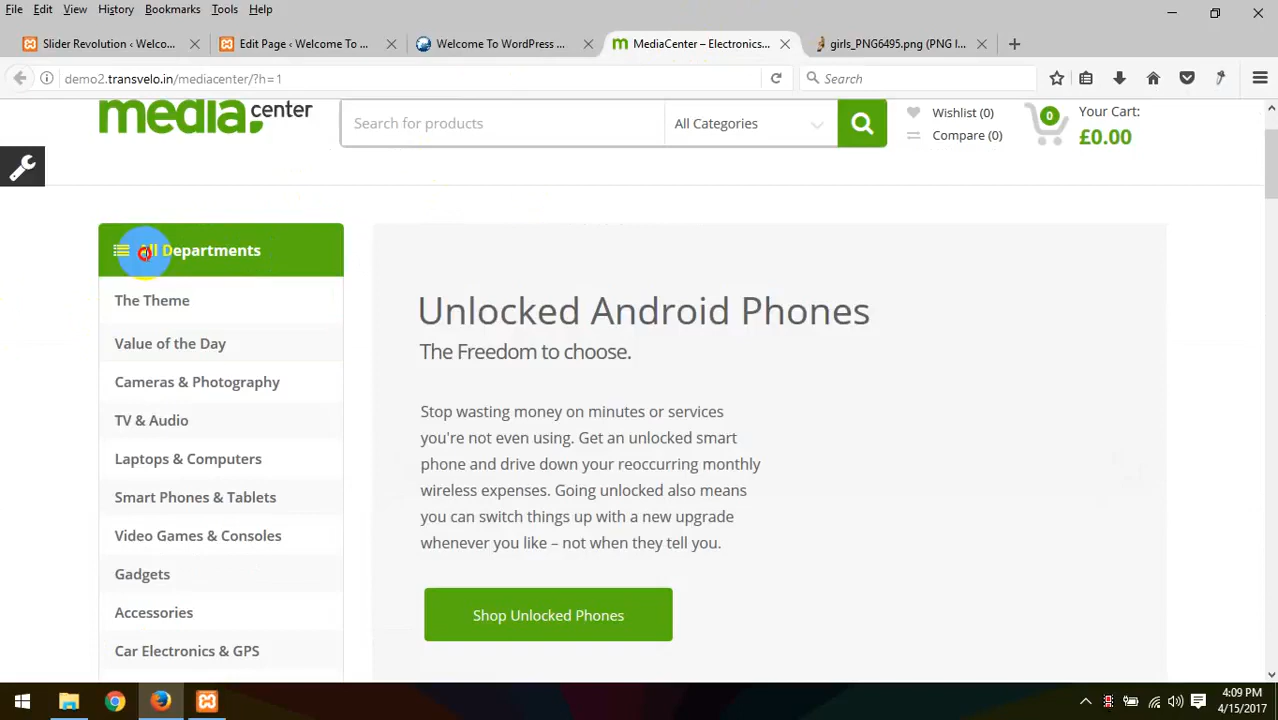 File Edit View History Bookmarks Tools Help
Slider Revolution ‹ Welco... Edit Page ‹ Welcome To ... Welcome To WordPress ... MediaCenter – Electronics... girls_PNG6495.png (PNG I...
demo2.transvelo.in/mediacenter/?h=1 Search
media center Search for products All Categories Wishlist (0) Compare (0) 0 Your Cart: £0.00
All Departments
The Theme
Value of the Day
Cameras & Photography
TV & Audio
Laptops & Computers
Smart Phones & Tablets
Video Games & Consoles
Gadgets
Accessories
Car Electronics & GPS
Unlocked Android Phones
The Freedom to choose.
Stop wasting money on minutes or services
you're not even using. Get an unlocked smart
phone and drive down your reoccurring monthly
wireless expenses. Going unlocked also means
you can switch things up with a new upgrade
whenever you like – not when they tell you.
Shop Unlocked Phones
4:09 PM
4/15/2017